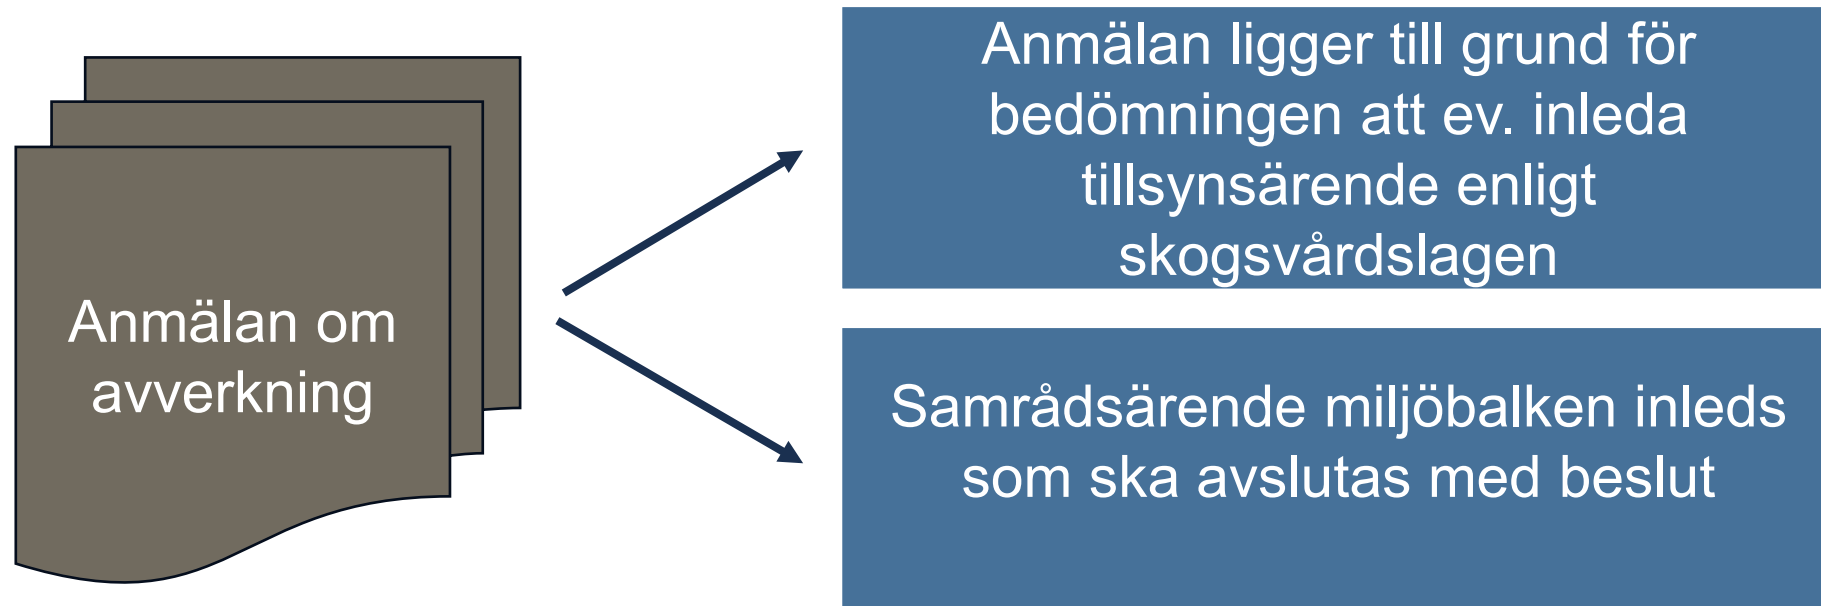 Anmälan om
avverkning
Anmälan ligger till grund för
bedömningen att ev. inleda
tillsynsärende enligt
skogsvårdslagen
Samrådsärende miljöbalken inleds
som ska avslutas med beslut